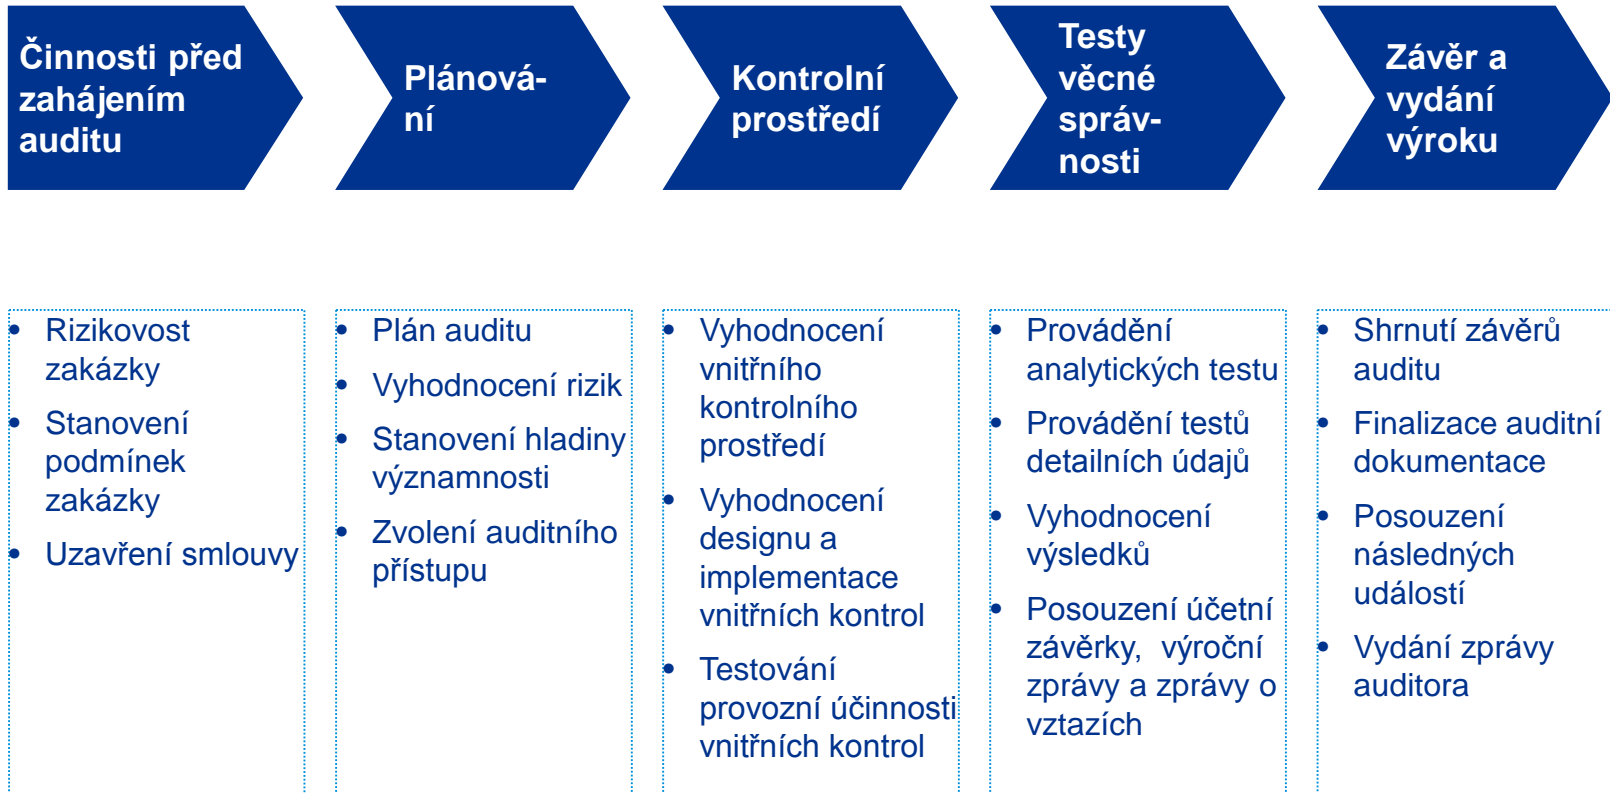 Činnosti před
zahájením
auditu
Plánová-
ní
Kontrolní
prostředí
Testy
věcné
správ-
nosti
Závěr a
vydání
výroku
• Rizikovost
zakázky
• Stanovení
podmínek
zakázky
• Uzavření smlouvy
• Plán auditu
• Vyhodnocení rizik
• Stanovení hladiny
významnosti
• Zvolení auditního
přístupu
• Vyhodnocení
vnitřního
kontrolního
prostředí
• Vyhodnocení
designu a
implementace
vnitřních kontrol
• Testování
provozní účinnosti
vnitřních kontrol
• Provádění
analytických testu
• Provádění testů
detailních údajů
• Vyhodnocení
výsledků
• Posouzení účetní
závěrky,  výroční
zprávy a zprávy o
vztazích
• Shrnutí závěrů
auditu
• Finalizace auditní
dokumentace
• Posouzení
následných
událostí
• Vydání zprávy
auditora